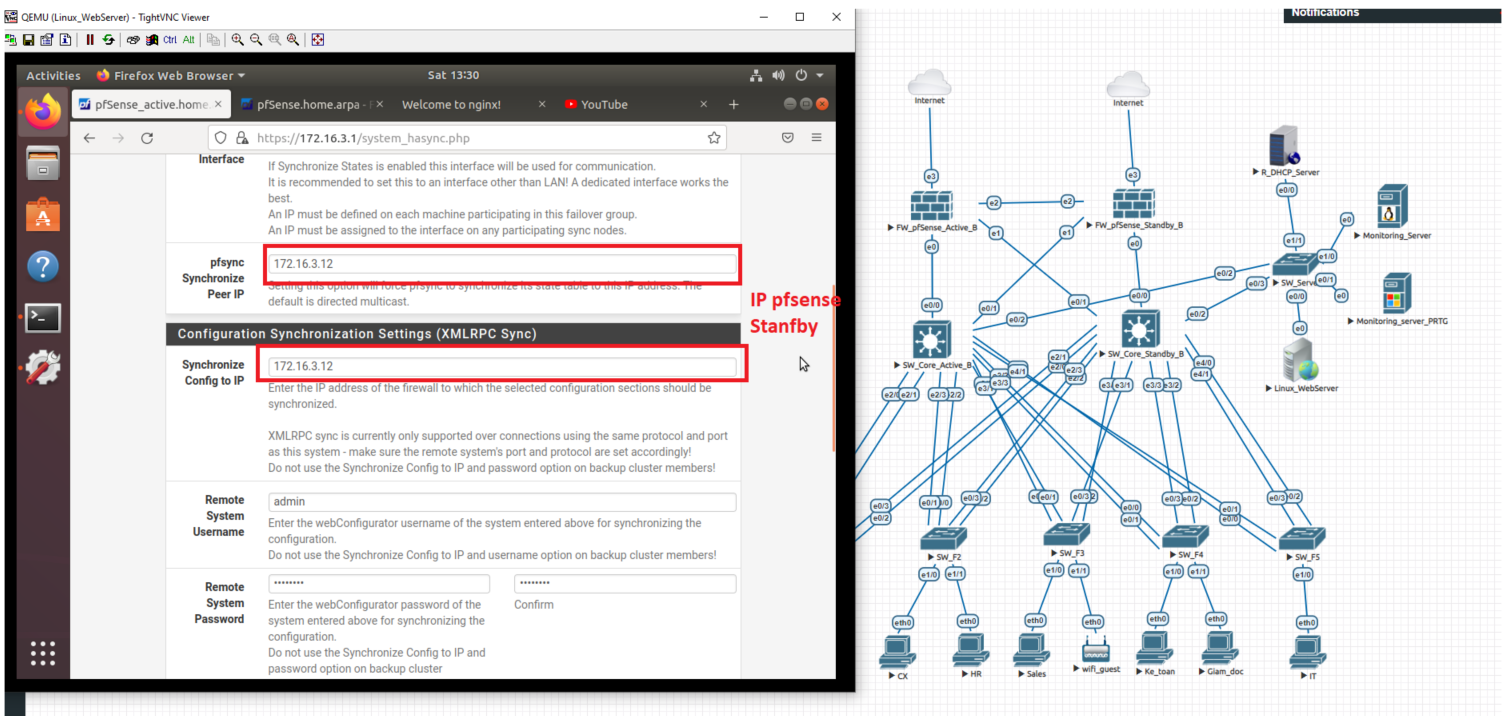 QEMU (Linux_WebServer) - TightVNC Viewer
Ctrl Alt
Activities Firefox Web Browser Sat 13:30
pfSense_active.home. pfSense.home.arpa - F Welcome to nginx! YouTube
https://172.16.3.1/system_hasync.php
Interface
If Synchronize States is enabled this interface will be used for communication.
It is recommended to set this to an interface other than LAN! A dedicated interface works the
best.
An IP must be defined on each machine participating in this failover group.
An IP must be assigned to the interface on any participating sync nodes.
pfsync
Synchronize
Peer IP
172.16.3.12
Setting this option will force pfsync to synchronize its state table to this IP address. The
default is directed multicast.
IP pfsense
Stanfby
Configuration Synchronization Settings (XMLRPC Sync)
Synchronize
Config to IP
172.16.3.12
Enter the IP address of the firewall to which the selected configuration sections should be
synchronized.
XMLRPC sync is currently only supported over connections using the same protocol and port
as this system - make sure the remote system's port and protocol are set accordingly!
Do not use the Synchronize Config to IP and password option on backup cluster members!
Remote
System
Username
admin
Enter the webConfigurator username of the system entered above for synchronizing the
configuration.
Do not use the Synchronize Config to IP and username option on backup cluster members!
Remote
System
Password
Enter the webConfigurator password of the
system entered above for synchronizing the
configuration.
Do not use the Synchronize Config to IP and
password option on backup cluster
Confirm
Notifications
Internet
Internet
e3
e3
R_DHCP_Server
e0/0
e2
e2
FW_pfSense_Active_B
FW_pfSense_Standby_B
e1
e1
e0
e0
e0
Monitoring_Server
e1/1
e1/0
e0/2
e0/3
SW_Serve
e0/1
e0/0
e0
Monitoring_server_PRTG
e0
Linux_WebServer
e0/0
e0/1
e0/2
e0/1
e0/0
e0/2
SW_Core_Active_B
SW_Core_Standby_B
e2/1
e4/1
e2/3
e2/2
e3/3
e4/0
e4/1
e3/1
e3/3
e3/2
e2/1
e2/3
e0/3
e0/2
e0/1
e0/3
e0/1
e0/3
e0/0
e0/1
e0/3
e0/2
e0/3
e0/2
e0/1
e0/0
SW_F2
SW_F3
SW_F4
SW_F5
e1/0
e1/1
e1/0
e1/1
e1/0
e1/1
e1/0
eth0
eth0
eth0
eth0
eth0
eth0
eth0
CX
HR
Sales
wifi_guest
Ke_toan
Giam_doc
IT